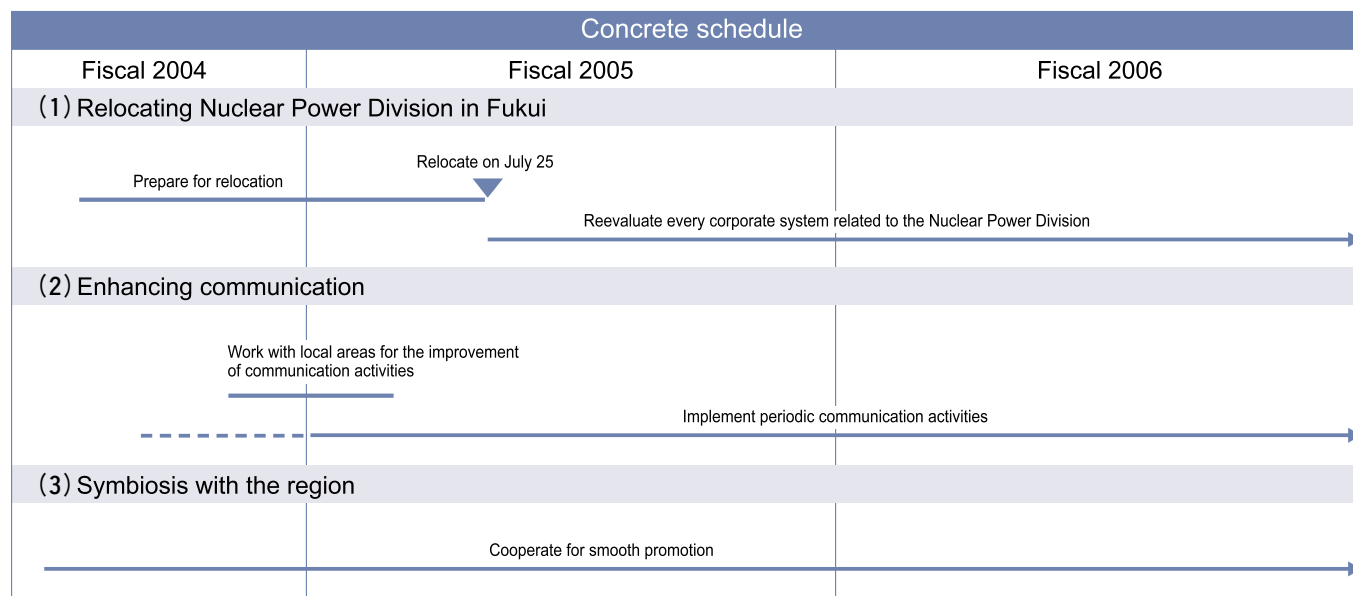 Concrete schedule
Fiscal 2004
Fiscal 2005
Fiscal 2006
(1) Relocating Nuclear Power Division in Fukui
Relocate on July 25
Prepare for relocation
Reevaluate every corporate system related to the Nuclear Power Division
(2) Enhancing communication
Work with local areas for the improvement
of communication activities
Implement periodic communication activities
(3) Symbiosis with the region
Cooperate for smooth promotion